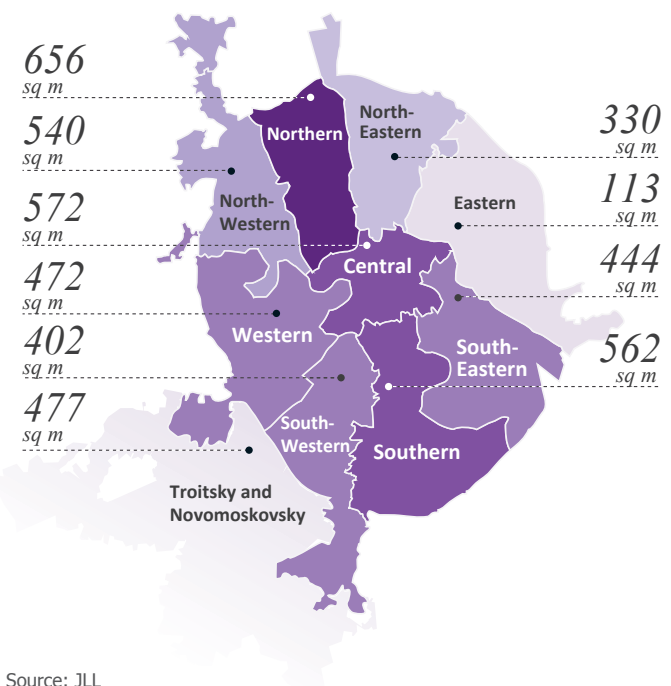 656
sq m
540
sq m
572
sq m
472
sq m
402
sq m
477
sq m
Northern
North-
Eastern
North-
Western
Eastern
Central
Western
South-
Eastern
South-
Western
Southern
Troitsky and
Novomoskovsky
330
sq m
113
sq m
444
sq m
562
sq m
Source: JLL